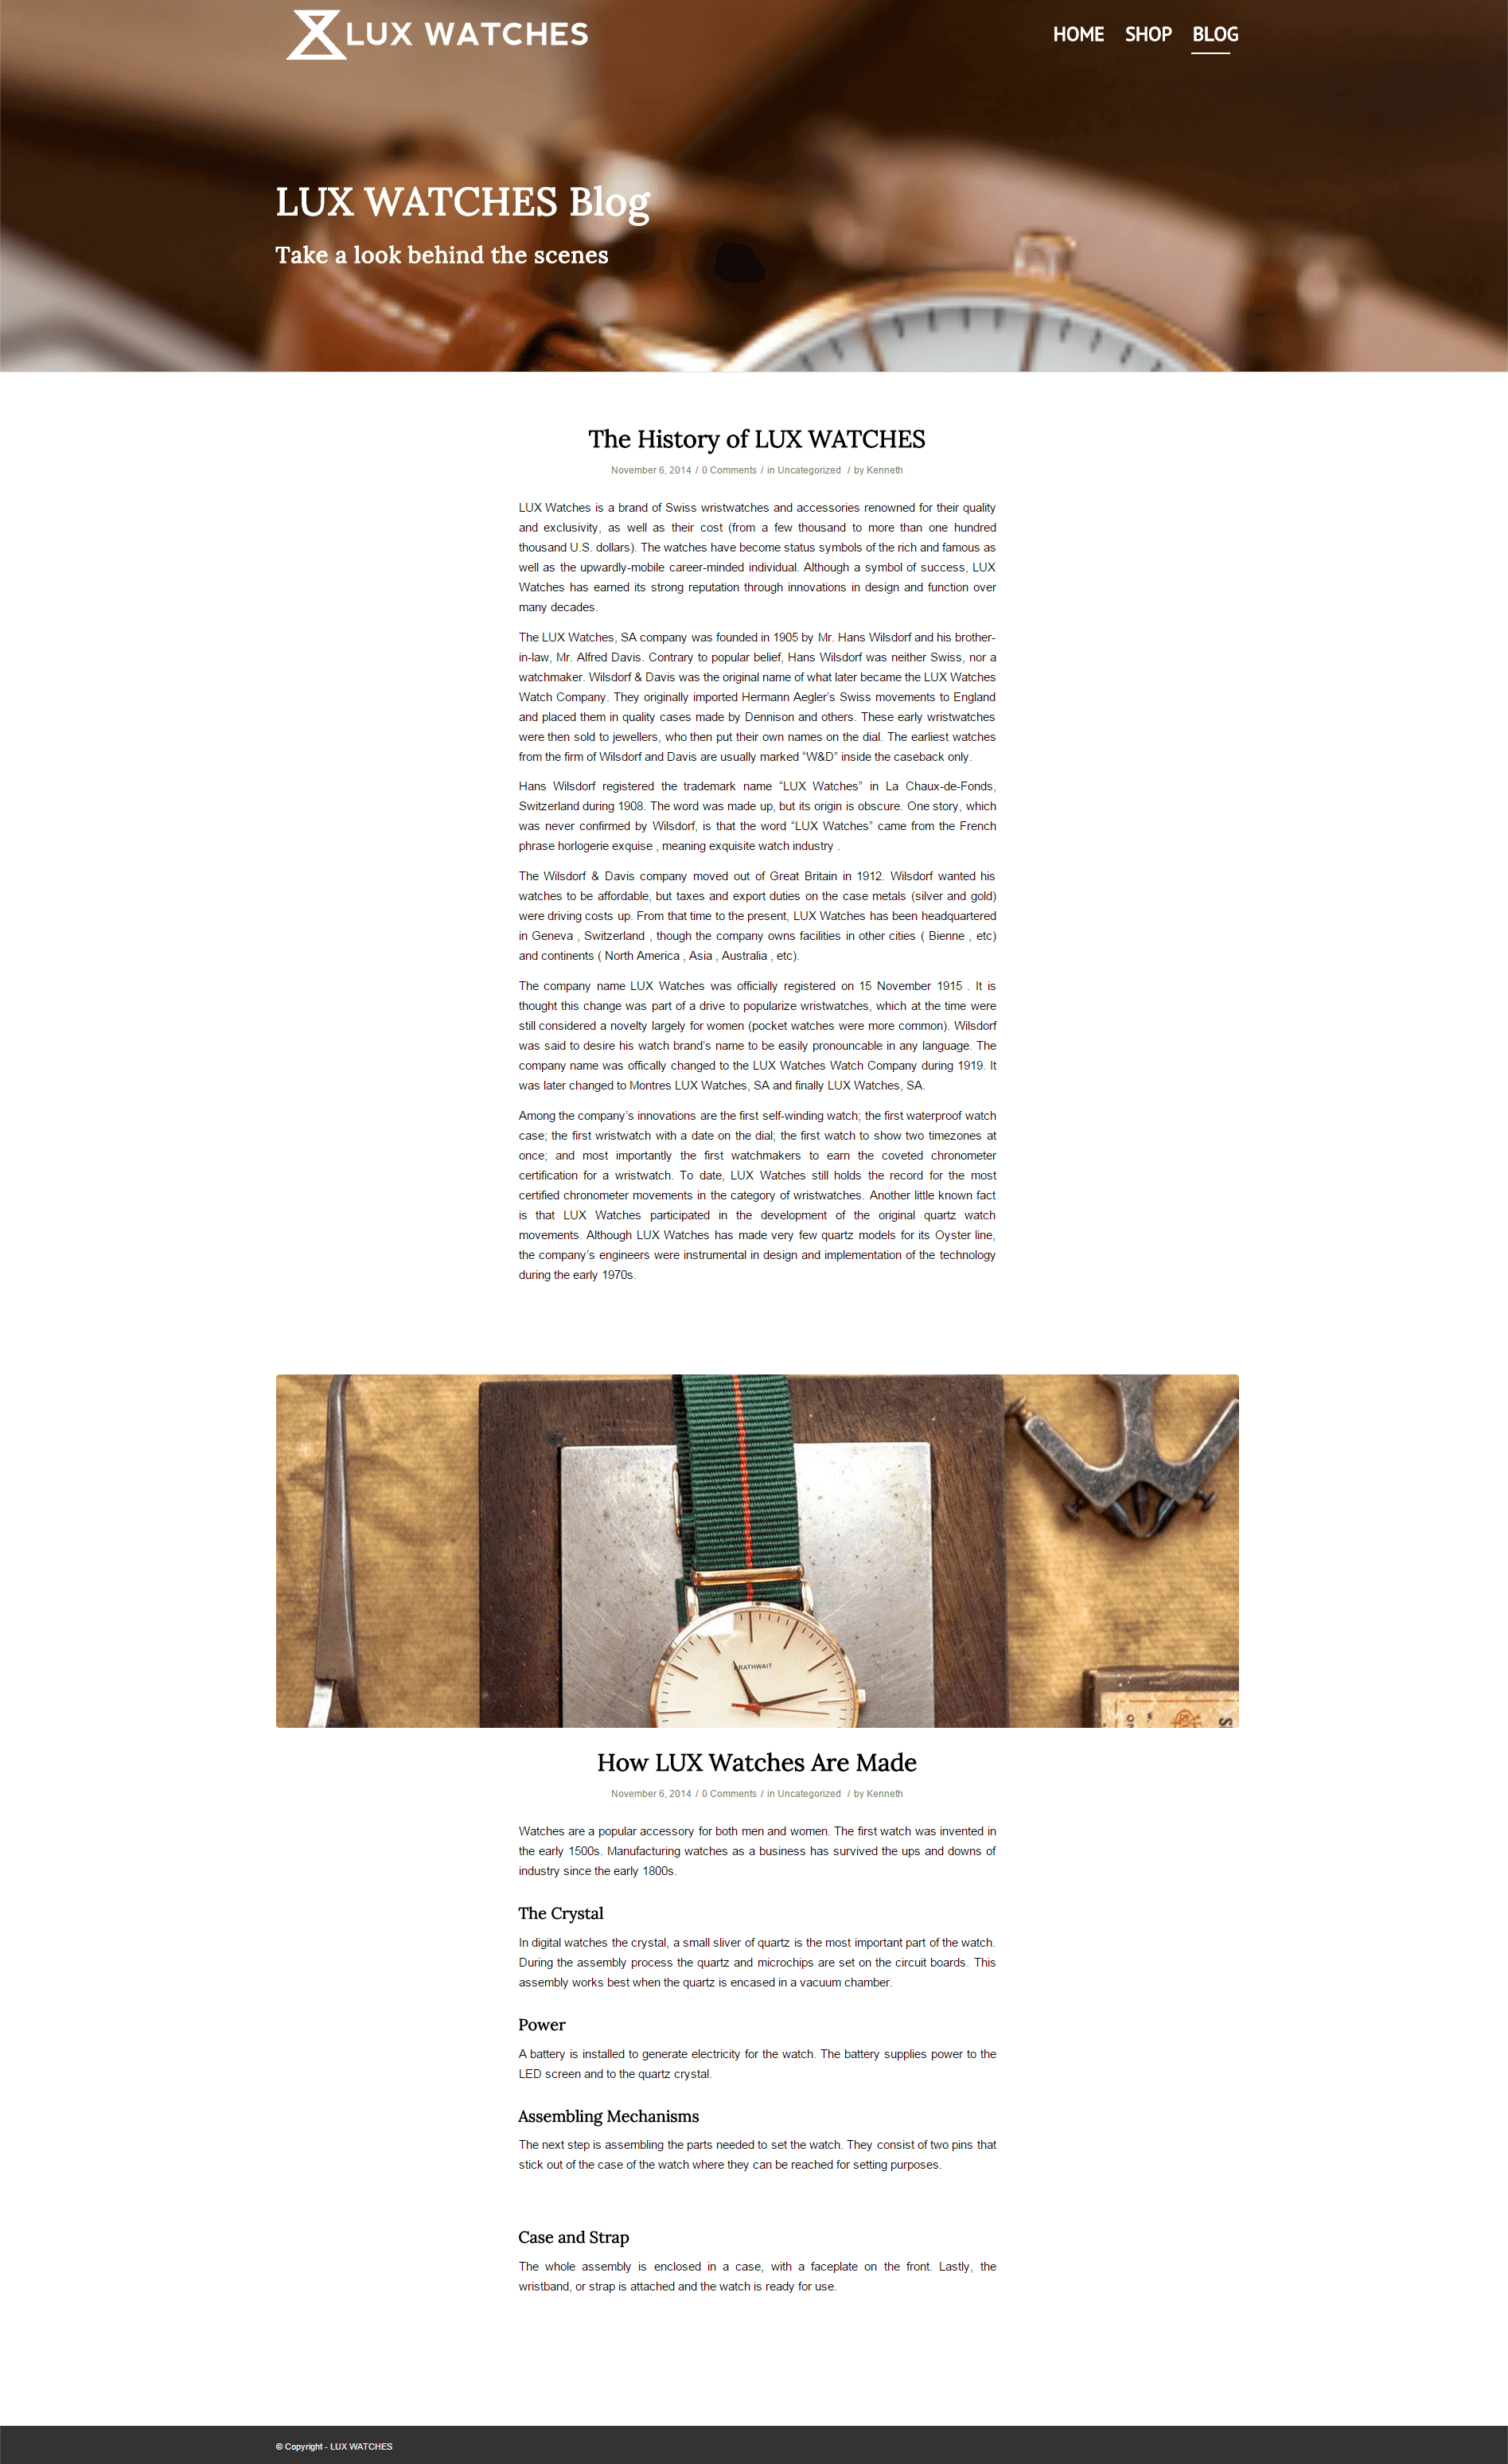 LUX WATCHES
HOME SHOP BLOG
LUX WATCHES Blog
Take a look behind the scenes
The History of LUX WATCHES
November 6, 2014 / 0 Comments / in Uncategorized / by Kenneth
LUX Watches is a brand of Swiss wristwatches and accessories renowned for their quality
and exclusivity, as well as their cost (from a few thousand to more than one hundred
thousand U.S. dollars). The watches have become status symbols of the rich and famous as
well as the upwardly-mobile career-minded individual. Although a symbol of success, LUX
Watches has earned its strong reputation through innovations in design and function over
many decades.
The LUX Watches, SA company was founded in 1905 by Mr. Hans Wilsdorf and his brother-
in-law, Mr. Alfred Davis. Contrary to popular belief, Hans Wilsdorf was neither Swiss, nor a
watchmaker. Wilsdorf & Davis was the original name of what later became the LUX Watches
Watch Company. They originally imported Hermann Aegler’s Swiss movements to England
and placed them in quality cases made by Dennison and others. These early wristwatches
were then sold to jewellers, who then put their own names on the dial. The earliest watches
from the firm of Wilsdorf and Davis are usually marked “W&D” inside the caseback only.
Hans Wilsdorf registered the trademark name “LUX Watches” in La Chaux-de-Fonds,
Switzerland during 1908. The word was made up, but its origin is obscure. One story, which
was never confirmed by Wilsdorf, is that the word “LUX Watches” came from the French
phrase horlogerie exquise , meaning exquisite watch industry .
The Wilsdorf & Davis company moved out of Great Britain in 1912. Wilsdorf wanted his
watches to be affordable, but taxes and export duties on the case metals (silver and gold)
were driving costs up. From that time to the present, LUX Watches has been headquartered
in Geneva , Switzerland , though the company owns facilities in other cities ( Bienne , etc)
and continents ( North America , Asia , Australia , etc).
The company name LUX Watches was officially registered on 15 November 1915 . It is
thought this change was part of a drive to popularize wristwatches, which at the time were
still considered a novelty largely for women (pocket watches were more common). Wilsdorf
was said to desire his watch brand’s name to be easily pronouncable in any language. The
company name was offically changed to the LUX Watches Watch Company during 1919. It
was later changed to Montres LUX Watches, SA and finally LUX Watches, SA.
Among the company’s innovations are the first self-winding watch; the first waterproof watch
case; the first wristwatch with a date on the dial; the first watch to show two timezones at
once; and most importantly the first watchmakers to earn the coveted chronometer
certification for a wristwatch. To date, LUX Watches still holds the record for the most
certified chronometer movements in the category of wristwatches. Another little known fact
is that LUX Watches participated in the development of the original quartz watch
movements. Although LUX Watches has made very few quartz models for its Oyster line,
the company’s engineers were instrumental in design and implementation of the technology
during the early 1970s.
RATHWAIT
How LUX Watches Are Made
November 6, 2014 / 0 Comments / in Uncategorized / by Kenneth
Watches are a popular accessory for both men and women. The first watch was invented in
the early 1500s. Manufacturing watches as a business has survived the ups and downs of
industry since the early 1800s.
The Crystal
In digital watches the crystal, a small sliver of quartz is the most important part of the watch.
During the assembly process the quartz and microchips are set on the circuit boards. This
assembly works best when the quartz is encased in a vacuum chamber.
Power
A battery is installed to generate electricity for the watch. The battery supplies power to the
LED screen and to the quartz crystal.
Assembling Mechanisms
The next step is assembling the parts needed to set the watch. They consist of two pins that
stick out of the case of the watch where they can be reached for setting purposes.
Case and Strap
The whole assembly is enclosed in a case, with a faceplate on the front. Lastly, the
wristband, or strap is attached and the watch is ready for use.
© Copyright - LUX WATCHES